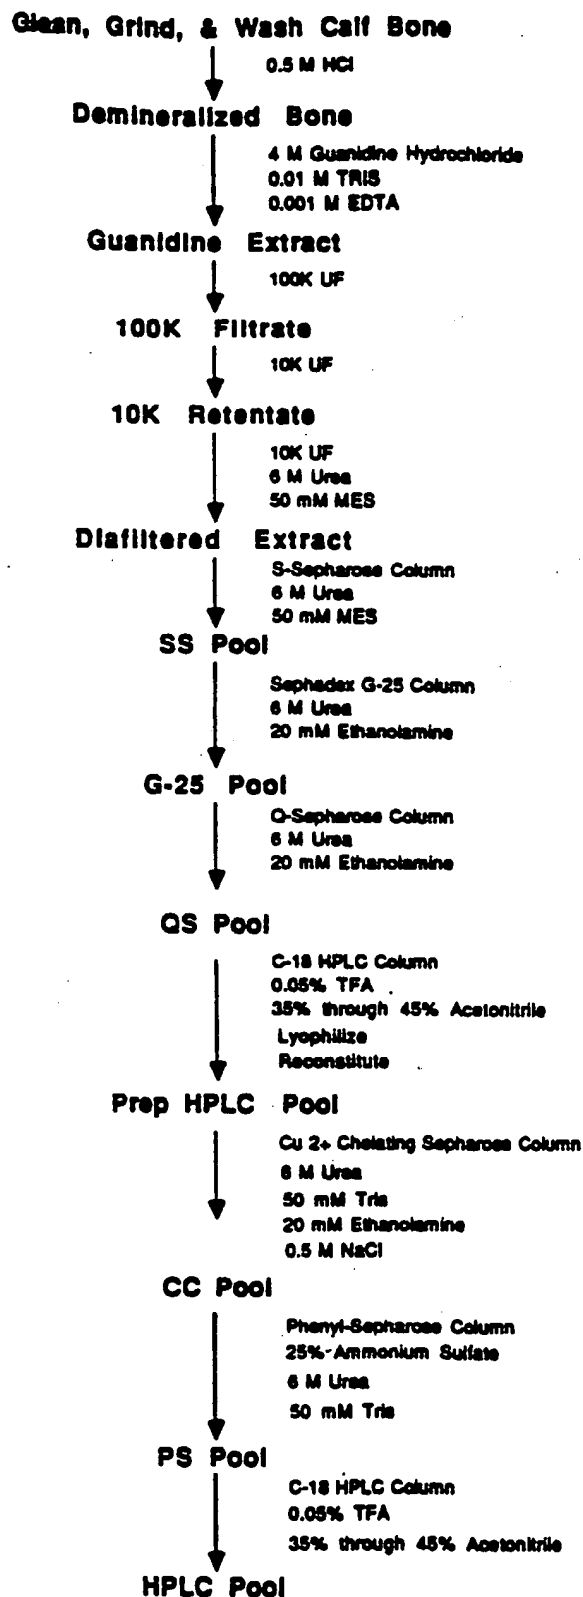 Clean, Grind, & Wash Calf Bone
0.5 M HCl
Demineralized Bone
4 M Guanidine Hydrochloride
0.01 M TRIS
0.001 M EDTA
Guanidine Extract
100K UF
100K Filtrate
10K UF
10K Retentate
10K UF
6 M Urea
50 mM MES
Diafiltered Extract
S-Sepharose Column
6 M Urea
50 mM MES
SS Pool
Sephadex G-25 Column
6 M Urea
20 mM Ethanolamine
G-25 Pool
Q-Sepharose Column
6 M Urea
20 mM Ethanolamine
QS Pool
C-18 HPLC Column
0.05% TFA
35% through 45% Acetonitrile
Lyophilize
Reconstitute
Prep HPLC Pool
Cu 2+ Chelating Sepharose Column
6 M Urea
50 mM Tris
20 mM Ethanolamine
0.5 M NaCl
CC Pool
Phenyl-Sepharose Column
25% Ammonium Sulfate
6 M Urea
50 mM Tris
PS Pool
C-18 HPLC Column
0.05% TFA
35% through 45% Acetonitrile
HPLC Pool